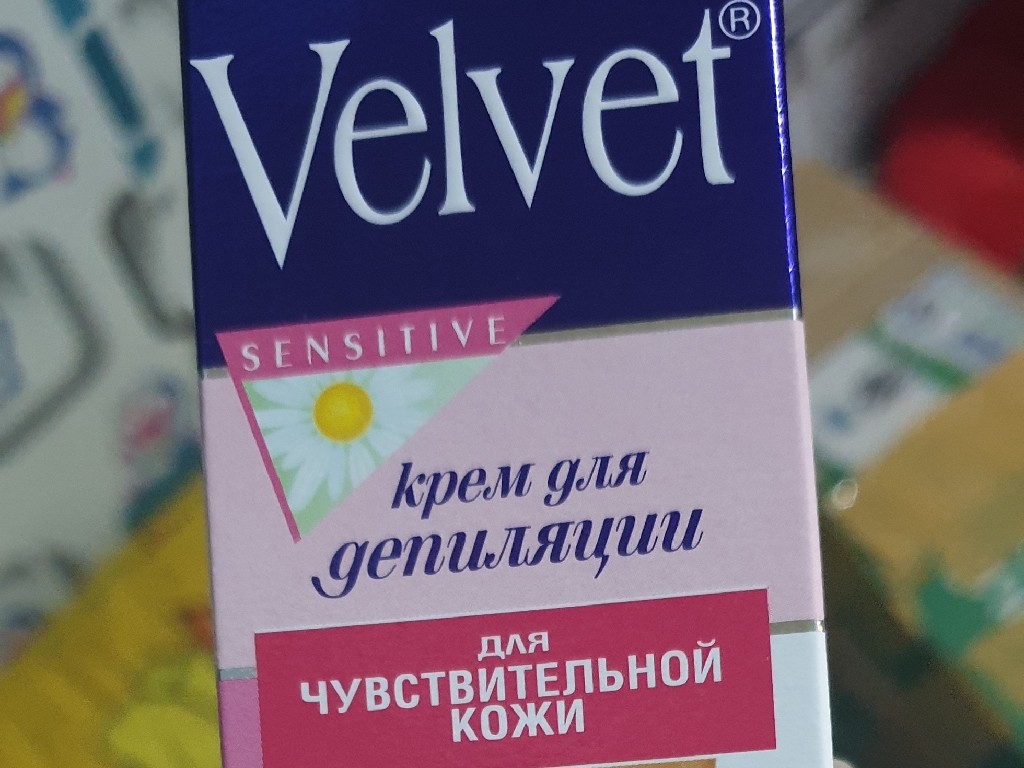 Velvet®
SENSITIVE
крем для
депиляции
для
ЧУВСТВИТЕЛЬНОЙ
КОЖИ